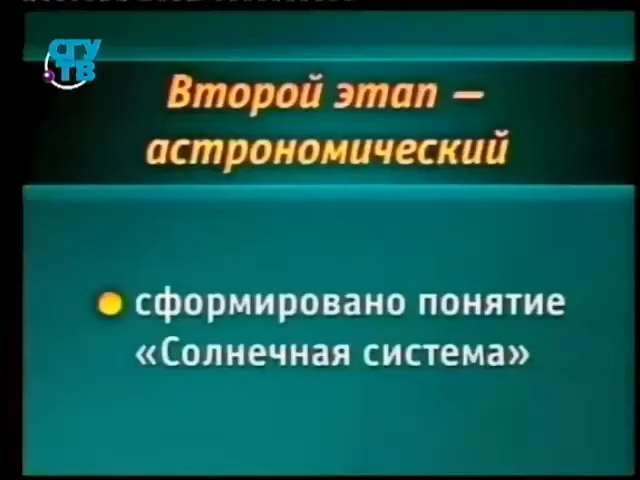 СГУ
ТВ
Второй этап –
астрономический
сформировано понятие
«Солнечная система»